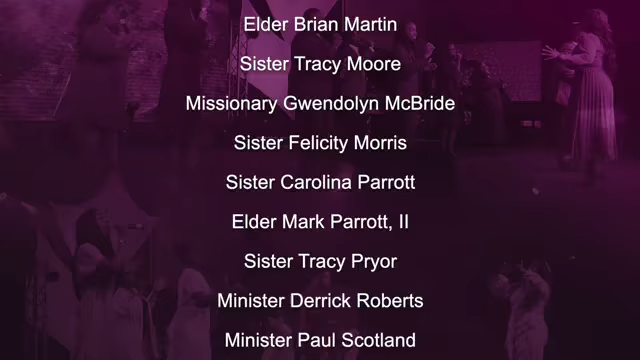 Elder Brian Martin
Sister Tracy Moore
Missionary Gwendolyn McBride
Sister Felicity Morris
Sister Carolina Parrott
Elder Mark Parrott, II
Sister Tracy Pryor
Minister Derrick Roberts
Minister Paul Scotland